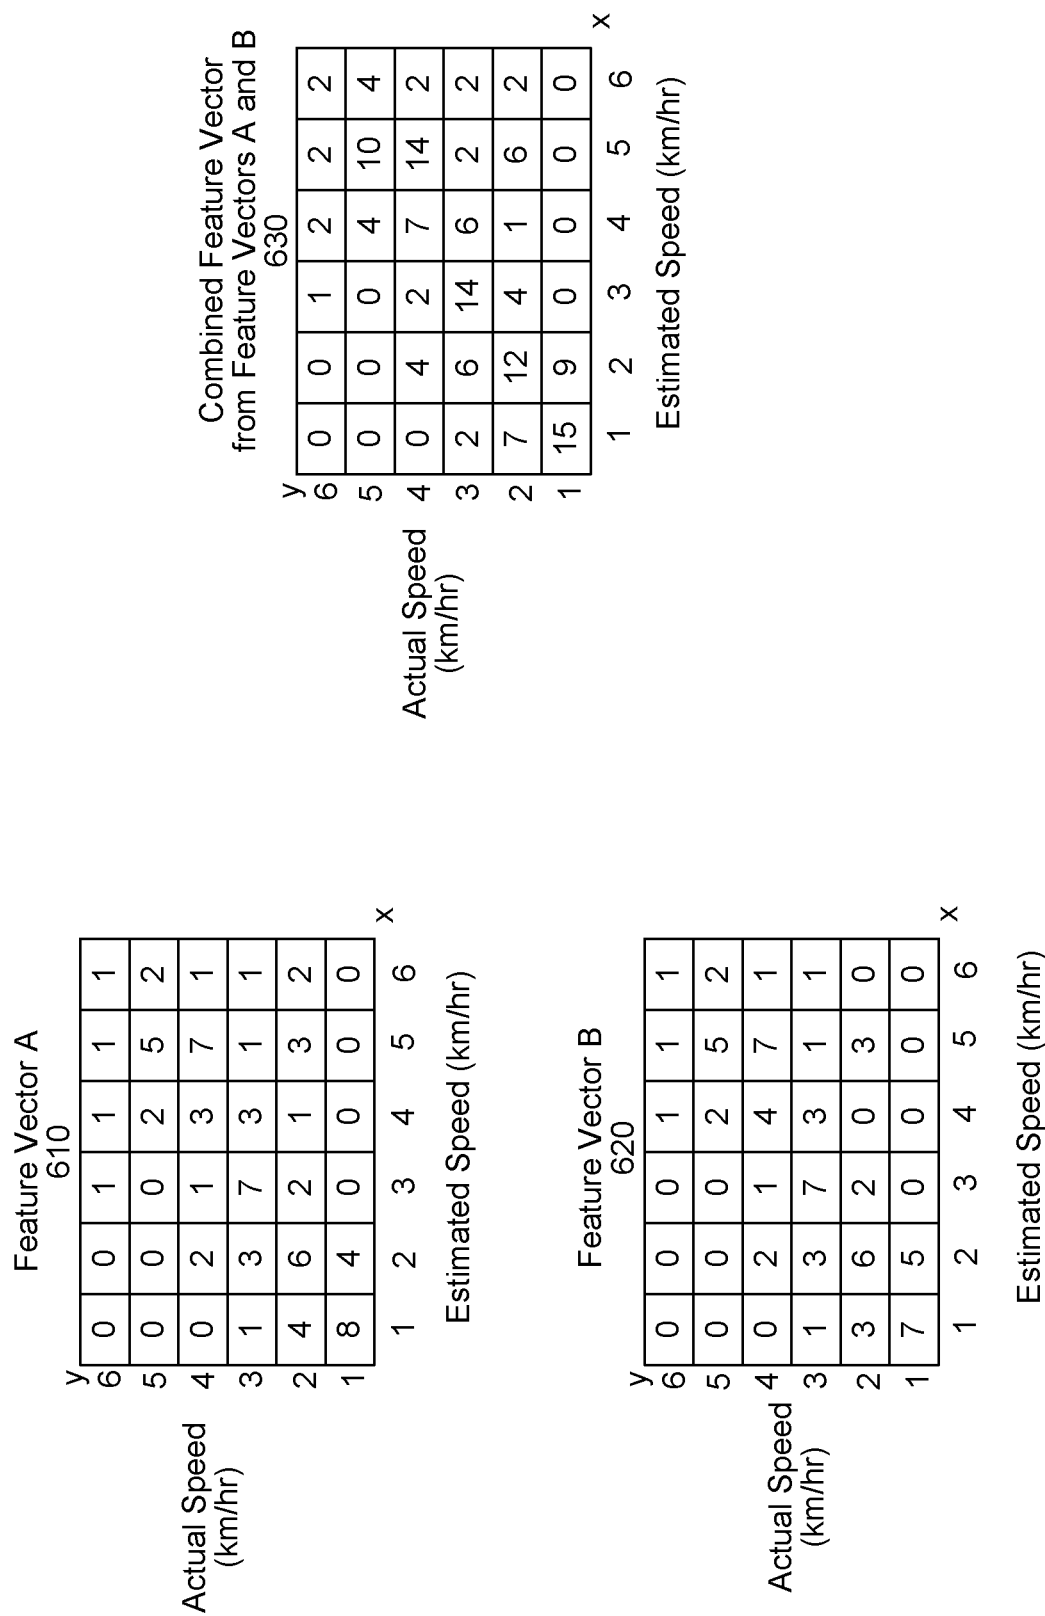 Feature Vector A
610
y
6 0 0 1 1 1 1
5 0 0 0 2 5 2
4 0 2 1 3 7 1
3 1 3 7 3 1 1
2 4 6 2 1 3 2
1 8 4 0 0 0 0
x
1 2 3 4 5 6
Actual Speed
(km/hr)
Estimated Speed (km/hr)
Feature Vector B
620
y
6 0 0 0 1 1 1
5 0 0 0 2 5 2
4 0 2 1 4 7 1
3 1 3 7 3 1 1
2 3 6 2 0 3 0
1 7 5 0 0 0 0
x
1 2 3 4 5 6
Actual Speed
(km/hr)
Estimated Speed (km/hr)
Combined Feature Vector
from Feature Vectors A and B
630
y
6 0 0 1 2 2 2
5 0 0 0 4 10 4
4 0 4 2 7 14 2
3 2 6 14 6 2 2
2 7 12 4 1 6 2
1 15 9 0 0 0 0
x
1 2 3 4 5 6
Actual Speed
(km/hr)
Estimated Speed (km/hr)